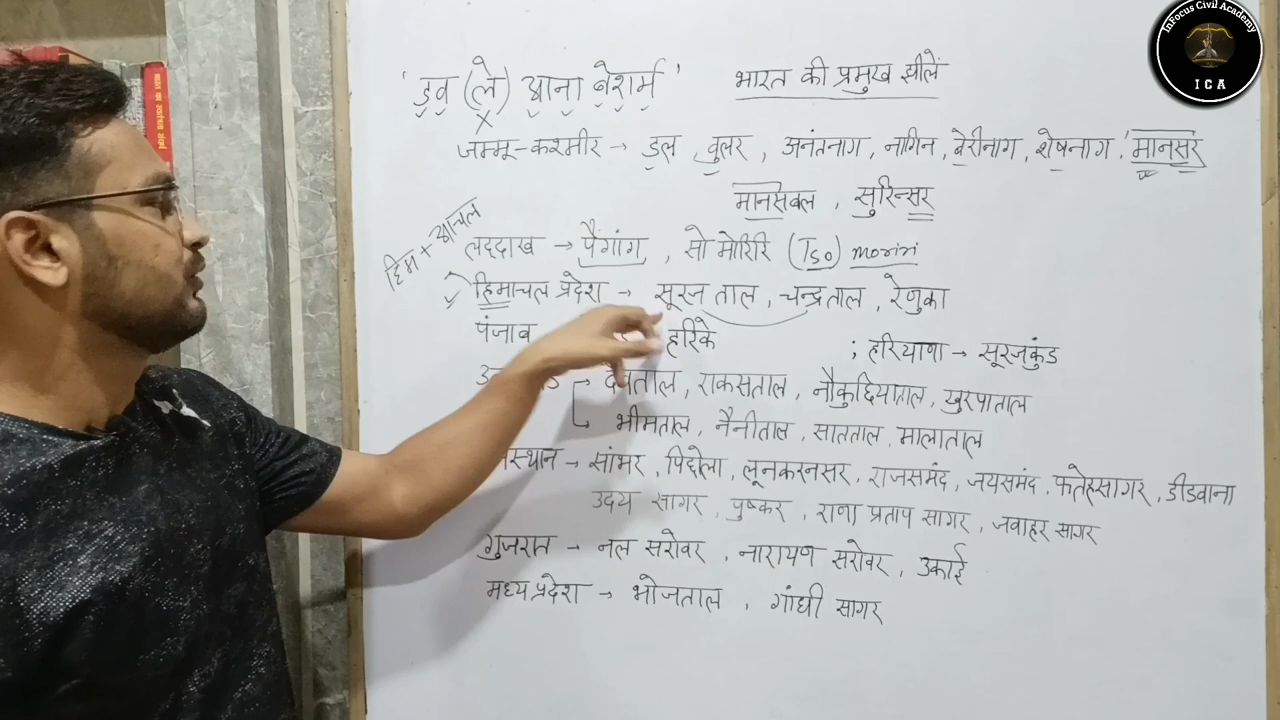 InFocus Civil Academy
ICA
'डव (ले) आना बेशर्म' भारत की प्रमुख झीलें
जम्मू-कश्मीर → डल, वुलर, अनंतनाग, नागिन, बेरीनाग, शेषनाग, मानसर
मानसबल, सुरिन्सर
हिम + आचल
लद्दाख → पैंगांग, सो मोरिरि (Tso) moriri
हिमाचल प्रदेश → सूरज ताल, चन्द्रताल, रेणुका
पंजाब हरिके ; हरियाणा → सूरजकुंड
→ देवताल, राकसताल, नौकुछियाताल, खुरपाताल
भीमताल, नैनीताल, सातताल, मालाताल
स्थान → सांभर, पिछोला, लूनकरनसर, राजसमंद, जयसमंद, फतेहसागर, डीडवाना
उदय सागर, पुष्कर, राणा प्रताप सागर, जवाहर सागर
गुजरात → नल सरोवर, नारायण सरोवर, उकाई
मध्य प्रदेश → भोजताल, गांधी सागर